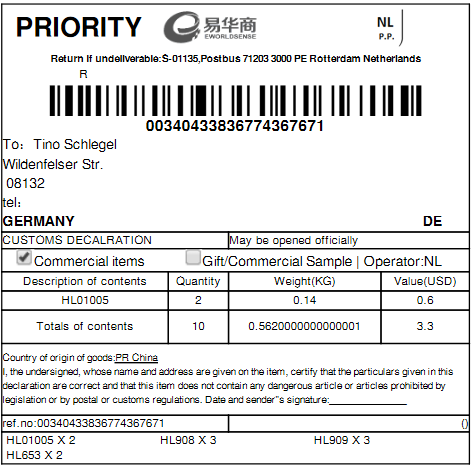 PRIORITY
易华商
EWORLDSENSE
NL
P.P.
Return if undeliverable:S-01135,Postbus 71203 3000 PE Rotterdam Netherlands
R
00340433836774367671
To: Tino Schlegel
Wildenfelser Str.
08132
tel:
GERMANY DE
CUSTOMS DECALRATION May be opened officially
Commercial items Gift/Commercial Sample | Operator:NL
Description of contents Quantity Weight(KG) Value(USD)
HL01005 2 0.14 0.6
Totals of contents 10 0.5620000000000001 3.3
Country of origin of goods:PR China
I, the undersigned, whose name and address are given on the item, certify that the particulars given in this
declaration are correct and that this item does not contain any dangerous article or articles prohibited by
legislation or by postal or customs regulations. Date and sender"s signature:_______________
ref.no:00340433836774367671 ()
HL01005 X 2 HL908 X 3 HL909 X 3
HL653 X 2